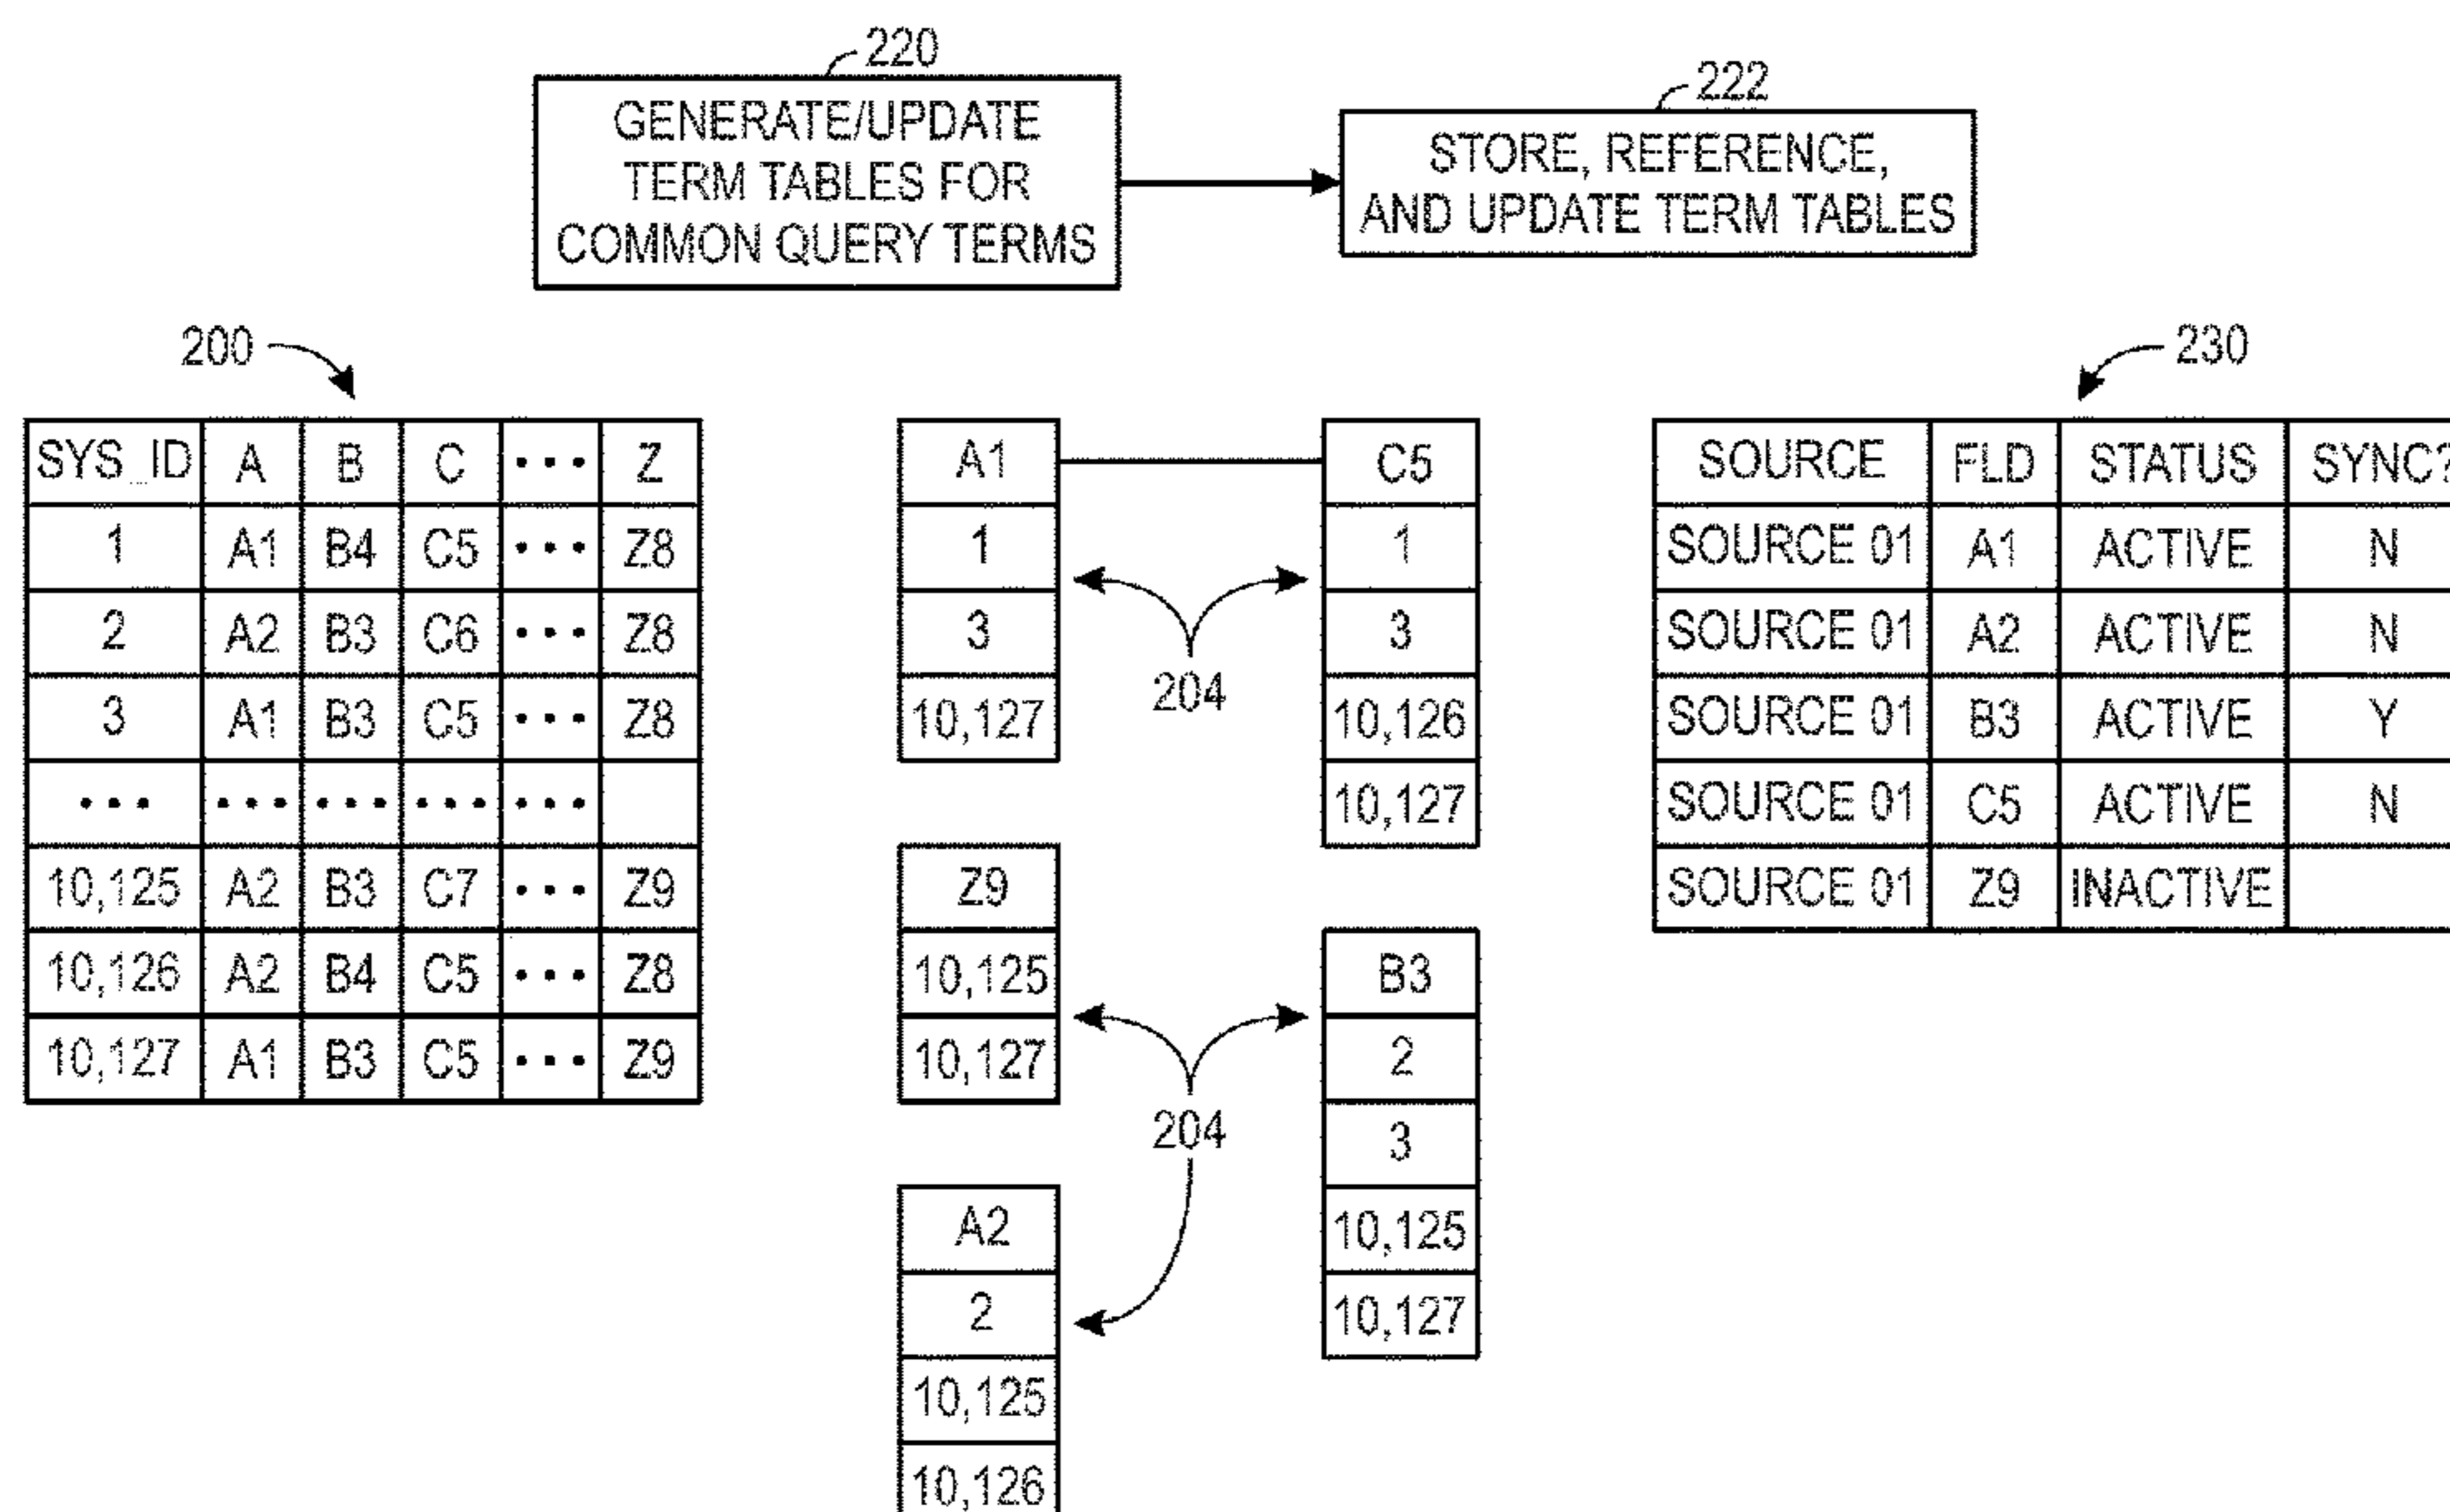 220
GENERATE/UPDATE
TERM TABLES FOR
COMMON QUERY TERMS
222
STORE, REFERENCE,
AND UPDATE TERM TABLES
200
SYS_ID A B C ••• Z
1 A1 B4 C5 ••• Z8
2 A2 B3 C6 ••• Z8
3 A1 B3 C5 ••• Z8
••• ••• ••• ••• •••
10,125 A2 B3 C7 ••• Z9
10,126 A2 B4 C5 ••• Z8
10,127 A1 B3 C5 ••• Z9
A1
1
3
10,127
C5
1
3
10,126
10,127
204
Z9
10,125
10,127
B3
2
3
10,125
10,127
204
A2
2
10,125
10,126
230
SOURCE FLD STATUS SYNC?
SOURCE 01 A1 ACTIVE N
SOURCE 01 A2 ACTIVE N
SOURCE 01 B3 ACTIVE Y
SOURCE 01 C5 ACTIVE N
SOURCE 01 Z9 INACTIVE